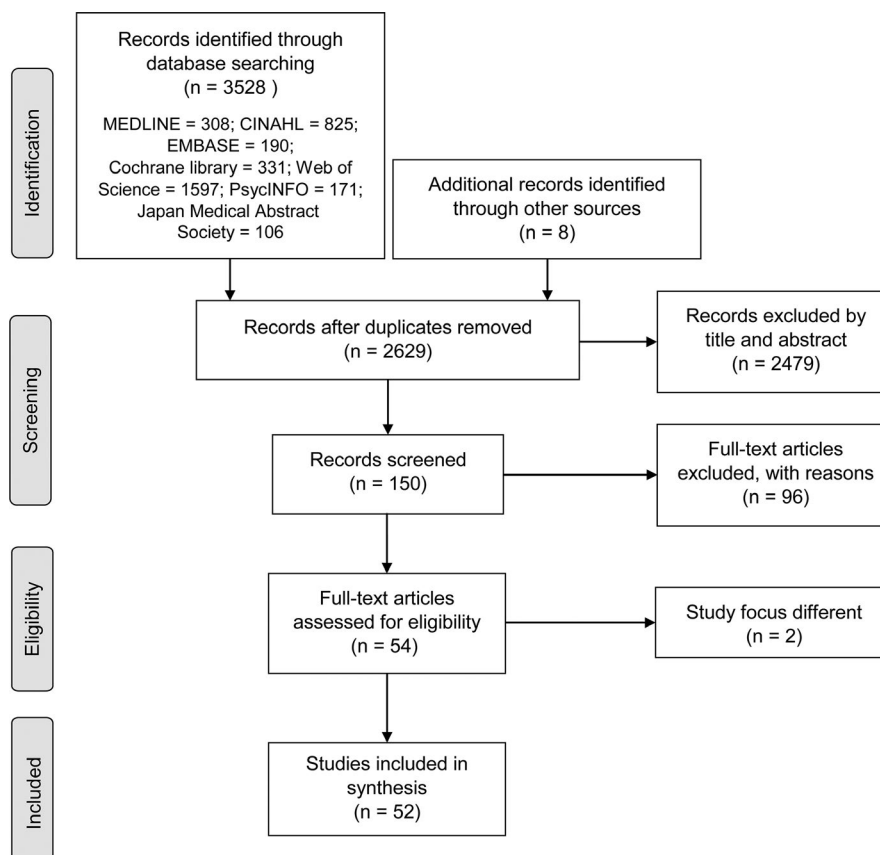 Identification
Records identified through
database searching
(n = 3528 )
MEDLINE = 308; CINAHL = 825;
EMBASE = 190;
Cochrane library = 331; Web of
Science = 1597; PsycINFO = 171;
Japan Medical Abstract
Society = 106
Additional records identified
through other sources
(n = 8)
Screening
Records after duplicates removed
(n = 2629)
Records excluded by
title and abstract
(n = 2479)
Records screened
(n = 150)
Full-text articles
excluded, with reasons
(n = 96)
Eligibility
Full-text articles
assessed for eligibility
(n = 54)
Study focus different
(n = 2)
Included
Studies included in
synthesis
(n = 52)